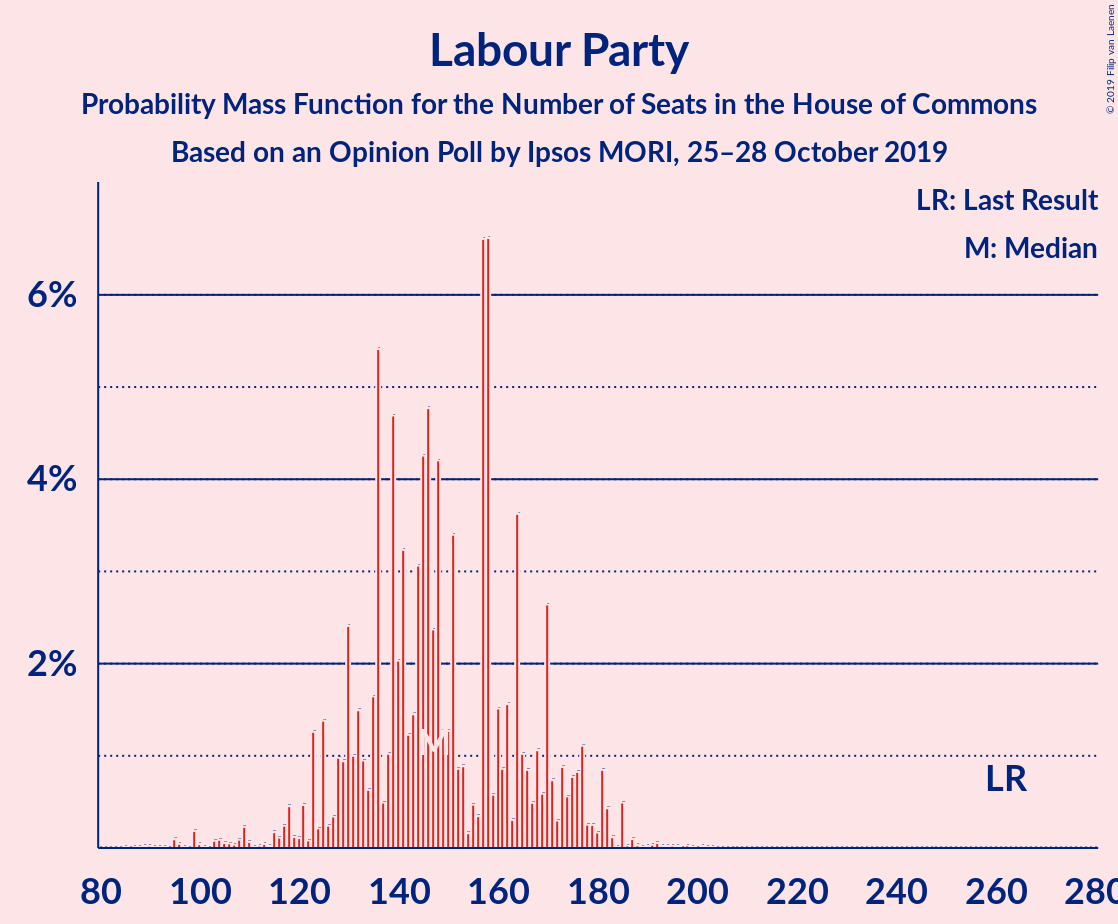 Labour Party
Probability Mass Function for the Number of Seats in the House of Commons
Based on an Opinion Poll by Ipsos MORI, 25–28 October 2019
© 2019 Filip van Laenen
LR: Last Result
M: Median
6%
4%
2%
M
LR
80 100 120 140 160 180 200 220 240 260 280